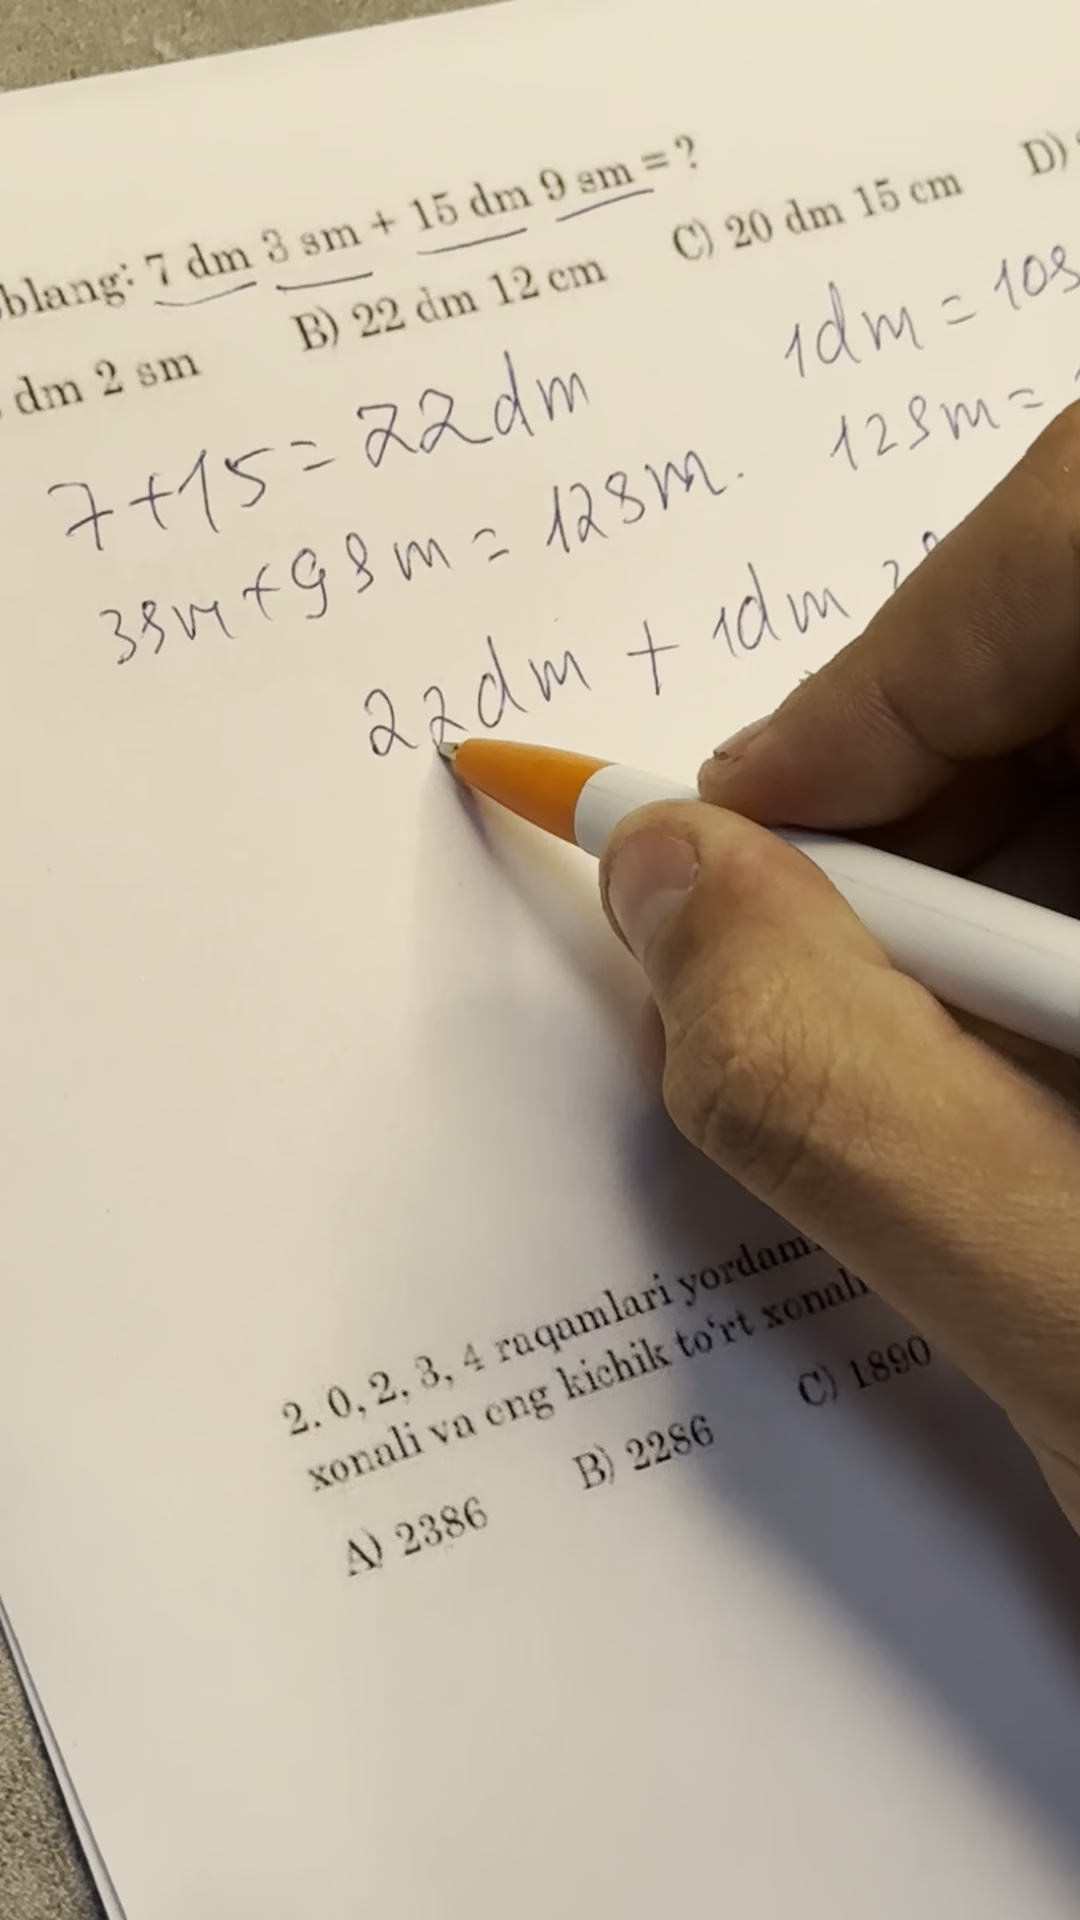 blang: 7 dm 3 sm + 15 dm 9 sm = ?
dm 2 sm B) 22 dm 12 cm C) 20 dm 15 cm D)
7+15=22dm 1dm = 10s
3sm+9sm = 12sm. 12sm=
22dm + 1dm
2. 0, 2, 3, 4 raqamlari yordam
xonali va eng kichik to'rt xonali
A) 2386 B) 2286 C) 1890